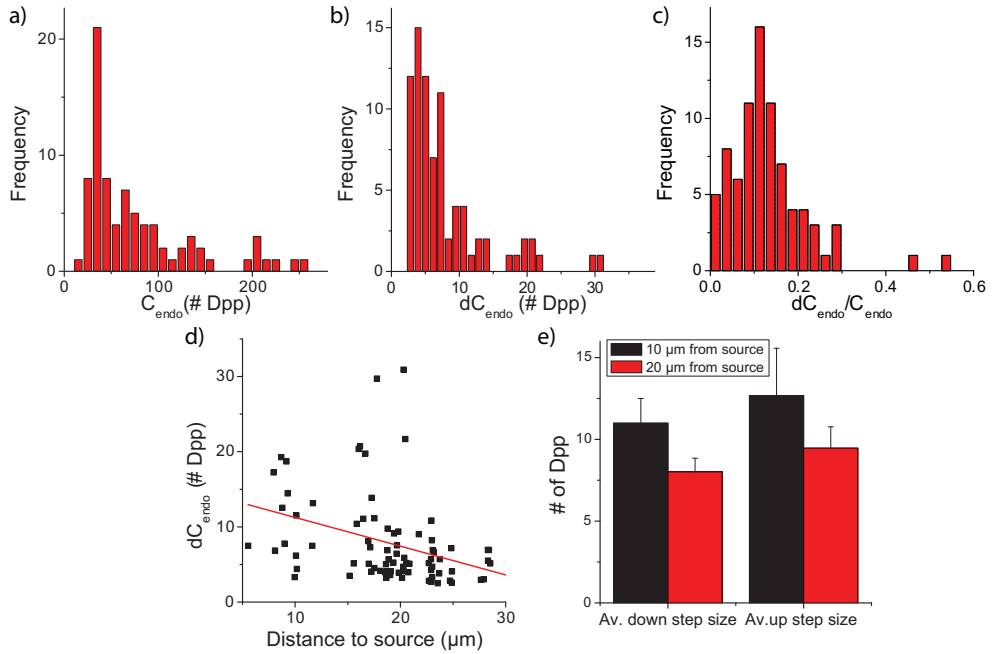 a)
Frequency
20
10
0
0
100
200
C_endo(# Dpp)
b)
Frequency
15
10
5
0
0
10
20
30
dC_endo (# Dpp)
c)
Frequency
15
10
5
0
0.0
0.2
0.4
0.6
dC_endo/C_endo
d)
dC_endo (# Dpp)
30
20
10
0
10
20
30
Distance to source (µm)
e)
# of Dpp
15
10
5
0
10 µm from source
20 µm from source
Av. down step size
Av.up step size